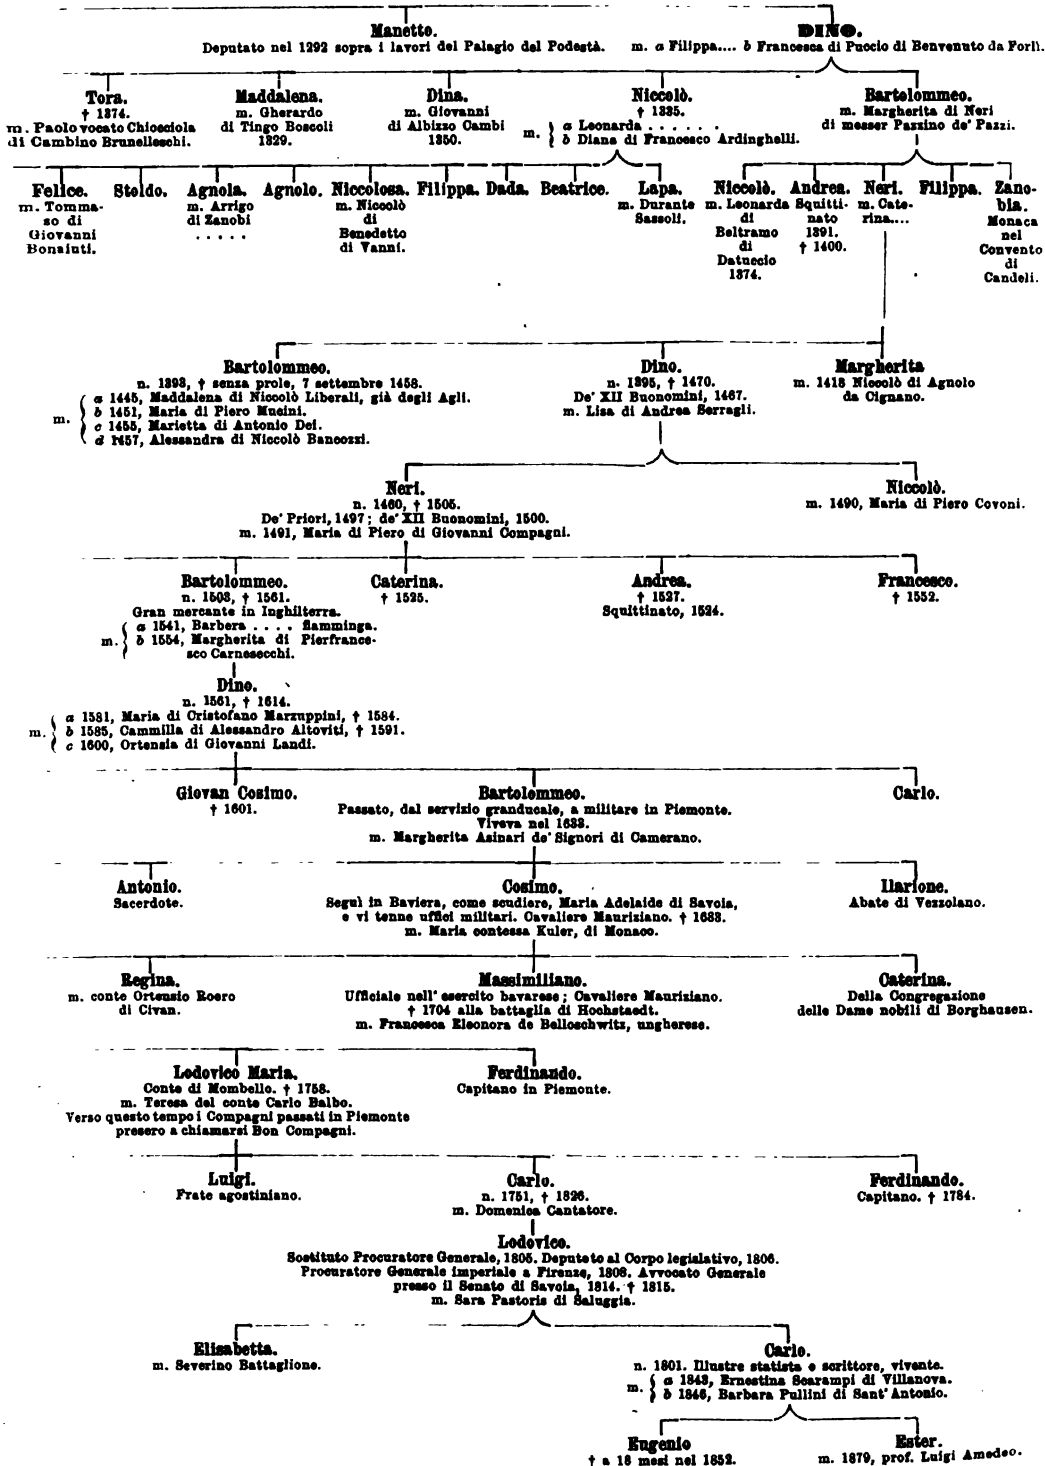 Manetto.
Deputato nel 1292 sopra i lavori del Palagio del Podestà.
DINO.
m. a Filippa.... b Francesca di Puccio di Benvenuto da Forlì.
Tora.
† 1374.
m. Paolo vocato Chiosciola
di Cambino Brunelleschi.
Maddalena.
m. Gherardo
di Tingo Boscoli
1329.
Dina.
m. Giovanni
di Albizzo Cambi
1350.
Niccolò.
† 1335.
m. a Leonarda . . . . . .
b Diana di Francesco Ardinghelli.
Bartolommeo.
m. Margherita di Neri
di messer Pazzino de' Pazzi.
Felice.
m. Tomma-
so di
Giovanni
Bonaiuti.
Stoldo.
Agnola.
m. Arrigo
di Zanobi
. . . . .
Agnolo.
Niccolosa.
m. Niccolò
di
Benedetto
di Vanni.
Filippa.
Dada.
Beatrice.
Lapa.
m. Durante
Sassoli.
Niccolò.
m. Leonarda
di
Beltramo
di
Datuccio
1374.
Andrea.
Squitti-
nato
1391.
† 1400.
Neri.
m. Cate-
rina....
Filippa.
Zano-
bia.
Monaca
nel
Convento
di
Candeli.
Bartolommeo.
n. 1393, † senza prole, 7 settembre 1458.
m. a 1445, Maddalena di Niccolò Liberali, già degli Agli.
b 1451, Maria di Piero Mucini.
c 1455, Marietta di Antonio Dei.
d 1457, Alessandra di Niccolò Bancozzi.
Dino.
n. 1395, † 1470.
De' XII Buonomini, 1467.
m. Lisa di Andrea Serragli.
Margherita
m. 1418 Niccolò di Agnolo
da Cignano.
Neri.
n. 1460, † 1505.
De' Priori, 1497; de' XII Buonomini, 1500.
m. 1491, Maria di Piero di Giovanni Compagni.
Niccolò.
m. 1490, Maria di Piero Covoni.
Bartolommeo.
n. 1503, † 1561.
Gran mercante in Inghilterra.
m. a 1541, Barbera . . . . fiamminga.
b 1554, Margherita di Pierfrance-
sco Carnesecchi.
Caterina.
† 1525.
Andrea.
† 1527.
Squittinato, 1524.
Francesco.
† 1552.
Dino.
n. 1561, † 1614.
m. a 1581, Maria di Cristofano Marzuppini, † 1584.
b 1585, Cammilla di Alessandro Altoviti, † 1591.
c 1600, Ortensia di Giovanni Landi.
Giovan Cosimo.
† 1601.
Bartolommeo.
Passato, dal servizio granducale, a militare in Piemonte.
Viveva nel 1633.
m. Margherita Asinari de' Signori di Camerano.
Carlo.
Antonio.
Sacerdote.
Cosimo.
Seguì in Baviera, come scudiere, Maria Adelaide di Savoia,
e vi tenne uffici militari. Cavaliere Mauriziano. † 1683.
m. Maria contessa Kuler, di Monaco.
Ilarione.
Abate di Vezzolano.
Regina.
m. conte Ortensio Roero
di Civan.
Massimiliano.
Ufficiale nell' esercito bavarese; Cavaliere Mauriziano.
† 1704 alla battaglia di Hochstaedt.
m. Francesca Eleonora de Belloschwitz, ungherese.
Caterina.
Della Congregazione
delle Dame nobili di Borghausen.
Lodovico Maria.
Conte di Mombello. † 1758.
m. Teresa del conte Carlo Balbo.
Verso questo tempo i Compagni passati in Piemonte
presero a chiamarsi Bon Compagni.
Ferdinando.
Capitano in Piemonte.
Luigi.
Frate agostiniano.
Carlo.
n. 1751, † 1826.
m. Domenica Cantatore.
Ferdinando.
Capitano. † 1784.
Lodovico.
Sostituto Procuratore Generale, 1805. Deputato al Corpo legislativo, 1806.
Procuratore Generale imperiale a Firenze, 1808. Avvocato Generale
presso il Senato di Savoia, 1814. † 1815.
m. Sara Pastoris di Saluggia.
Elisabetta.
m. Severino Battaglione.
Carlo.
n. 1801. Illustre statista e scrittore, vivente.
m. a 1843, Ernestina Scarampi di Villanova.
b 1846, Barbara Pullini di Sant' Antonio.
Eugenio
† a 18 mesi nel 1852.
Ester.
m. 1879, prof. Luigi Amedeo.